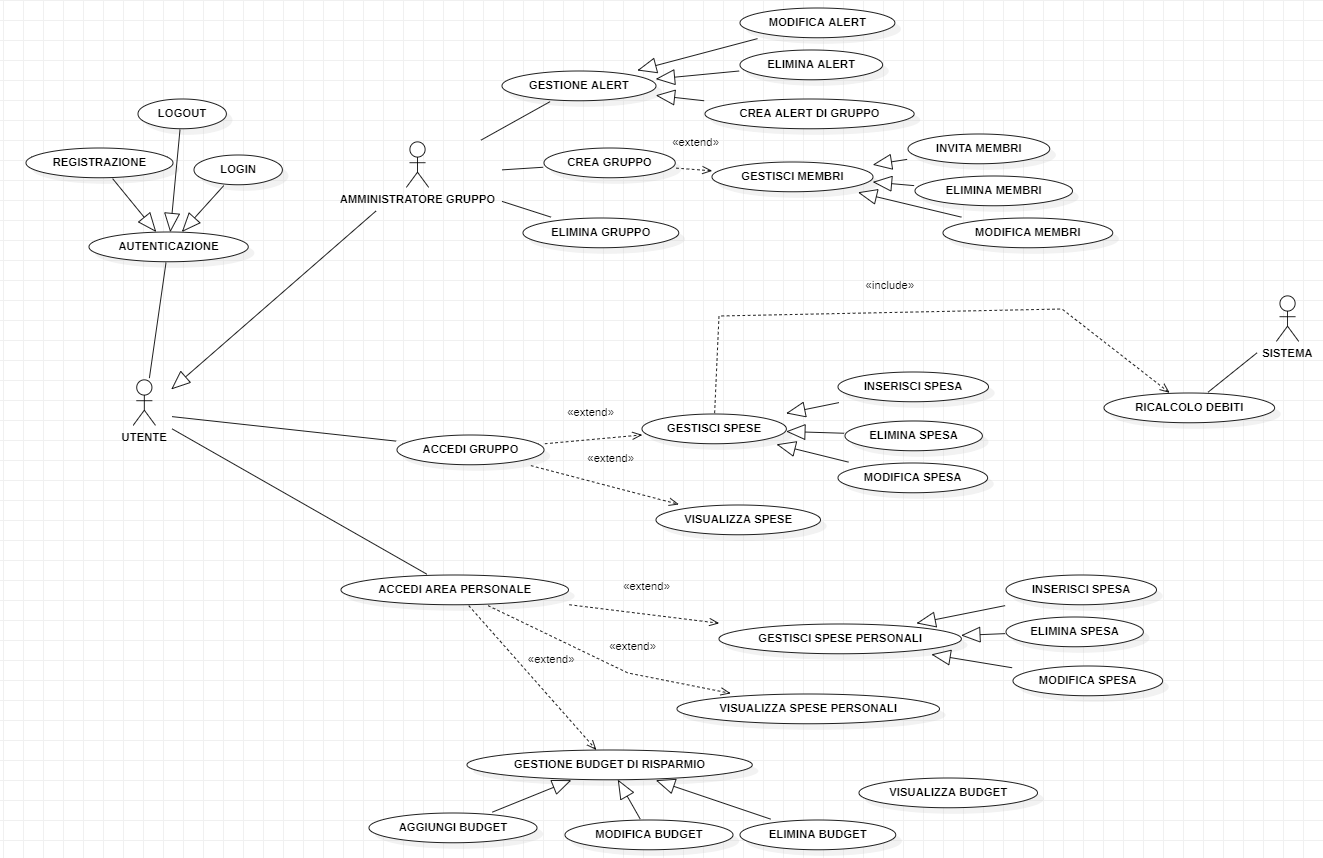 MODIFICA ALERT
ELIMINA ALERT
GESTIONE ALERT
CREA ALERT DI GRUPPO
LOGOUT
REGISTRAZIONE
LOGIN
AUTENTICAZIONE
AMMINISTRATORE GRUPPO
CREA GRUPPO
«extend»
GESTISCI MEMBRI
INVITA MEMBRI
ELIMINA MEMBRI
MODIFICA MEMBRI
ELIMINA GRUPPO
«include»
SISTEMA
RICALCOLO DEBITI
UTENTE
ACCEDI GRUPPO
«extend»
«extend»
GESTISCI SPESE
INSERISCI SPESA
ELIMINA SPESA
MODIFICA SPESA
VISUALIZZA SPESE
ACCEDI AREA PERSONALE
«extend»
«extend»
«extend»
GESTISCI SPESE PERSONALI
INSERISCI SPESA
ELIMINA SPESA
MODIFICA SPESA
VISUALIZZA SPESE PERSONALI
GESTIONE BUDGET DI RISPARMIO
VISUALIZZA BUDGET
AGGIUNGI BUDGET
MODIFICA BUDGET
ELIMINA BUDGET